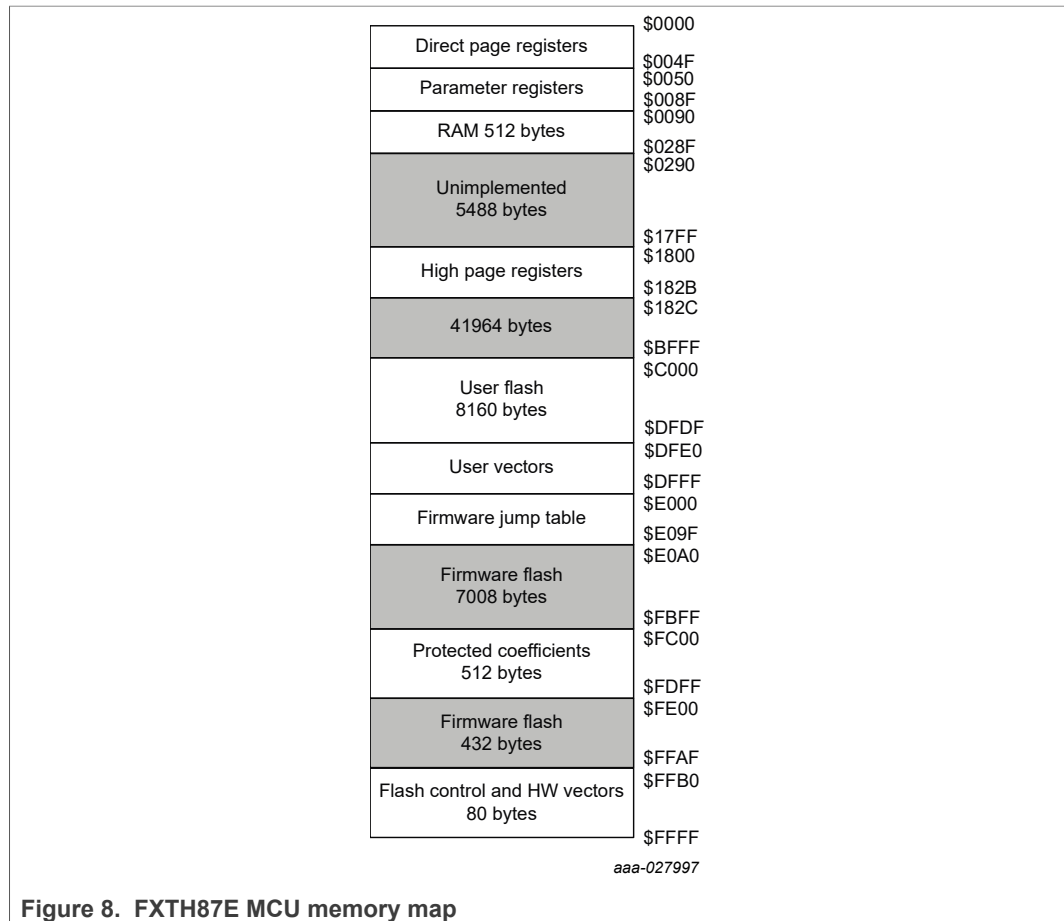 $0000
Direct page registers
$004F
$0050
Parameter registers
$008F
$0090
RAM 512 bytes
$028F
$0290
Unimplemented
5488 bytes
$17FF
$1800
High page registers
$182B
$182C
41964 bytes
$BFFF
$C000
User flash
8160 bytes
$DFDF
$DFE0
User vectors
$DFFF
$E000
Firmware jump table
$E09F
$E0A0
Firmware flash
7008 bytes
$FBFF
$FC00
Protected coefficients
512 bytes
$FDFF
$FE00
Firmware flash
432 bytes
$FFAF
$FFB0
Flash control and HW vectors
80 bytes
$FFFF
aaa-027997
Figure 8. FXTH87E MCU memory map